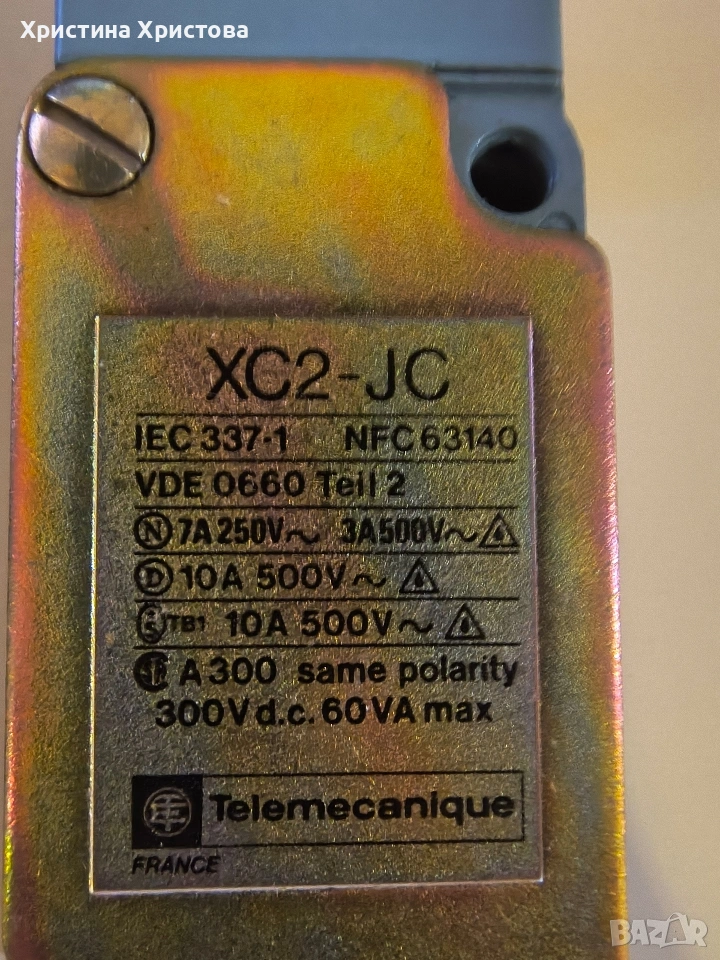 Христина Христова
XC2-JC
IEC 337-1 NFC 63140
VDE 0660 Teil 2
N 7A 250V~ 3A 500V~
D 10A 500V~
TB1 10A 500V~
A300 same polarity
300V d.c. 60VA max
Telemecanique
FRANCE
BAZAR